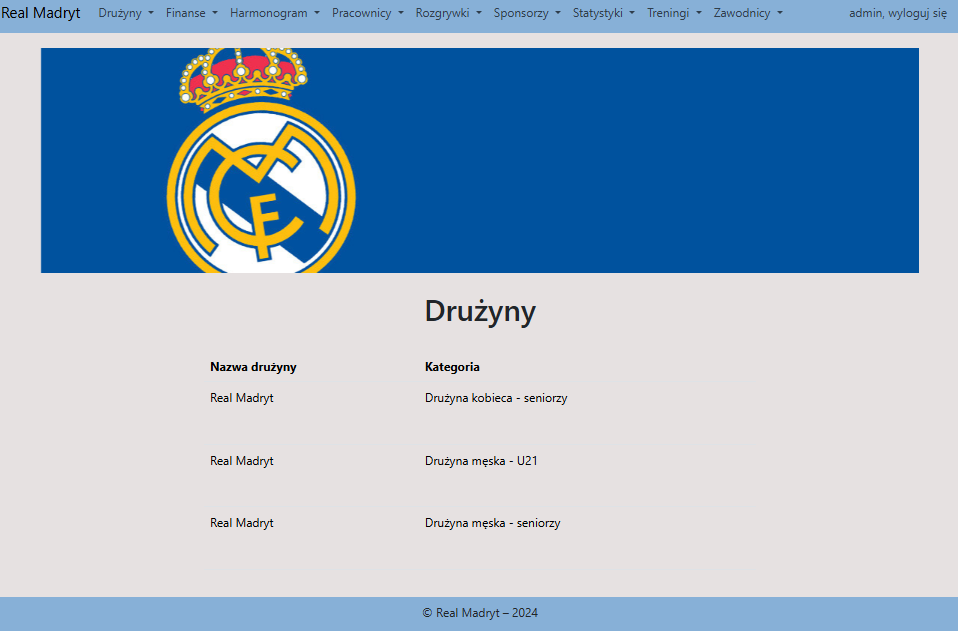 Real Madryt Drużyny Finanse Harmonogram Pracownicy Rozgrywki Sponsorzy Statystyki Treningi Zawodnicy admin, wyloguj się
Drużyny
Nazwa drużyny Kategoria
Real Madryt Drużyna kobieca - seniorzy
Real Madryt Drużyna męska - U21
Real Madryt Drużyna męska - seniorzy
© Real Madryt – 2024